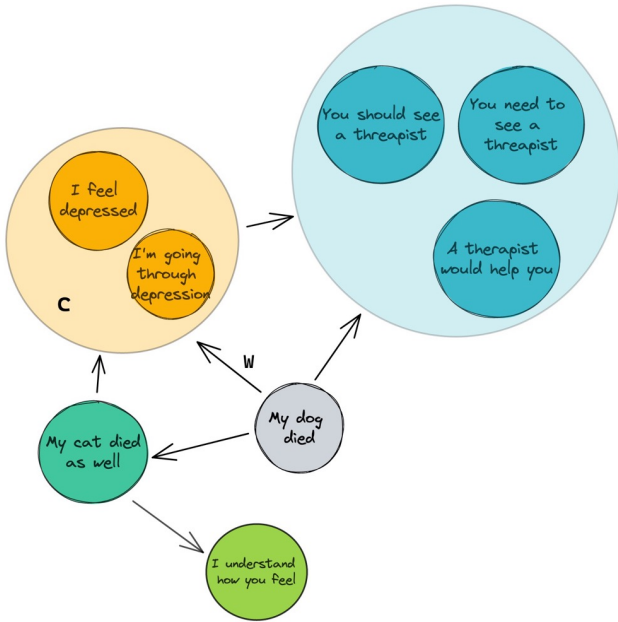 You should see
a threapist
You need to
see a
threapist
I feel
depressed
I'm going
through
depression
A therapist
would help you
C
W
My dog
died
My cat died
as well
I understand
how you feel